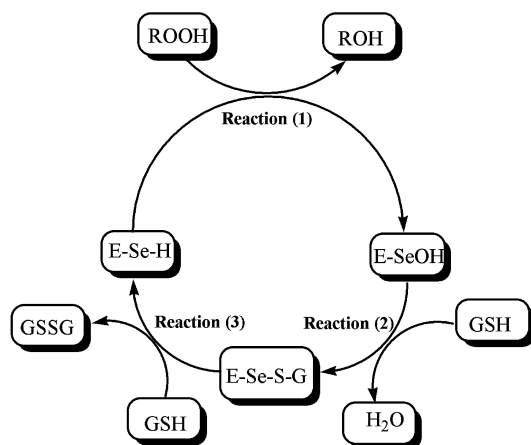 ROOH
ROH
Reaction (1)
E-Se-H
E-SeOH
GSSG
Reaction (3)
Reaction (2)
GSH
E-Se-S-G
GSH
H₂O